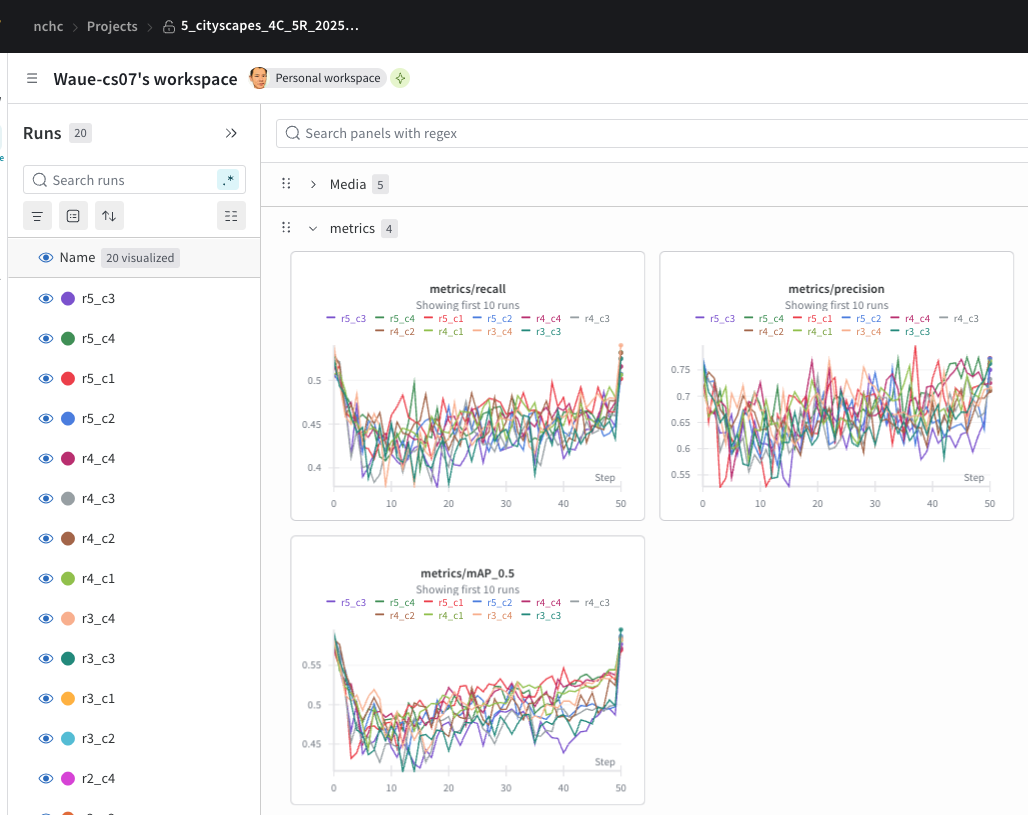 nchc > Projects > 5_cityscapes_4C_5R_2025...
Waue-cs07's workspace Personal workspace
Runs 20
Search runs .*
Name 20 visualized
r5_c3
r5_c4
r5_c1
r5_c2
r4_c4
r4_c3
r4_c2
r4_c1
r3_c4
r3_c3
r3_c1
r3_c2
r2_c4
Search panels with regex
Media 5
metrics 4
metrics/recall
Showing first 10 runs
r5_c3 r5_c4 r5_c1 r5_c2 r4_c4 r4_c3
r4_c2 r4_c1 r3_c4 r3_c3
0.5
0.45
0.4
Step
0 10 20 30 40 50
metrics/precision
Showing first 10 runs
r5_c3 r5_c4 r5_c1 r5_c2 r4_c4 r4_c3
r4_c2 r4_c1 r3_c4 r3_c3
0.75
0.7
0.65
0.6
0.55
Step
0 10 20 30 40 50
metrics/mAP_0.5
Showing first 10 runs
r5_c3 r5_c4 r5_c1 r5_c2 r4_c4 r4_c3
r4_c2 r4_c1 r3_c4 r3_c3
0.55
0.5
0.45
Step
0 10 20 30 40 50